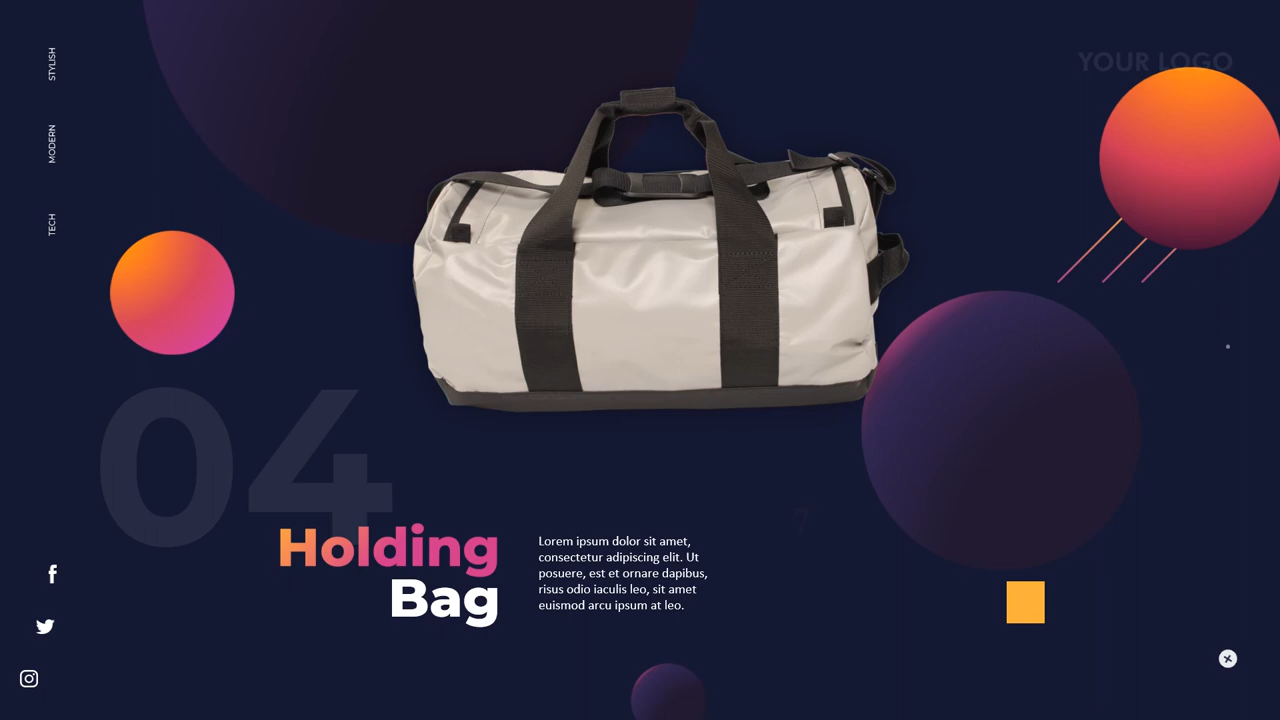 STYLISH
MODERN
TECH
YOUR LOGO
04
Holding
Bag
Lorem ipsum dolor sit amet,
consectetur adipiscing elit. Ut
posuere, est et ornare dapibus,
risus odio iaculis leo, sit amet
euismod arcu ipsum at leo.
7